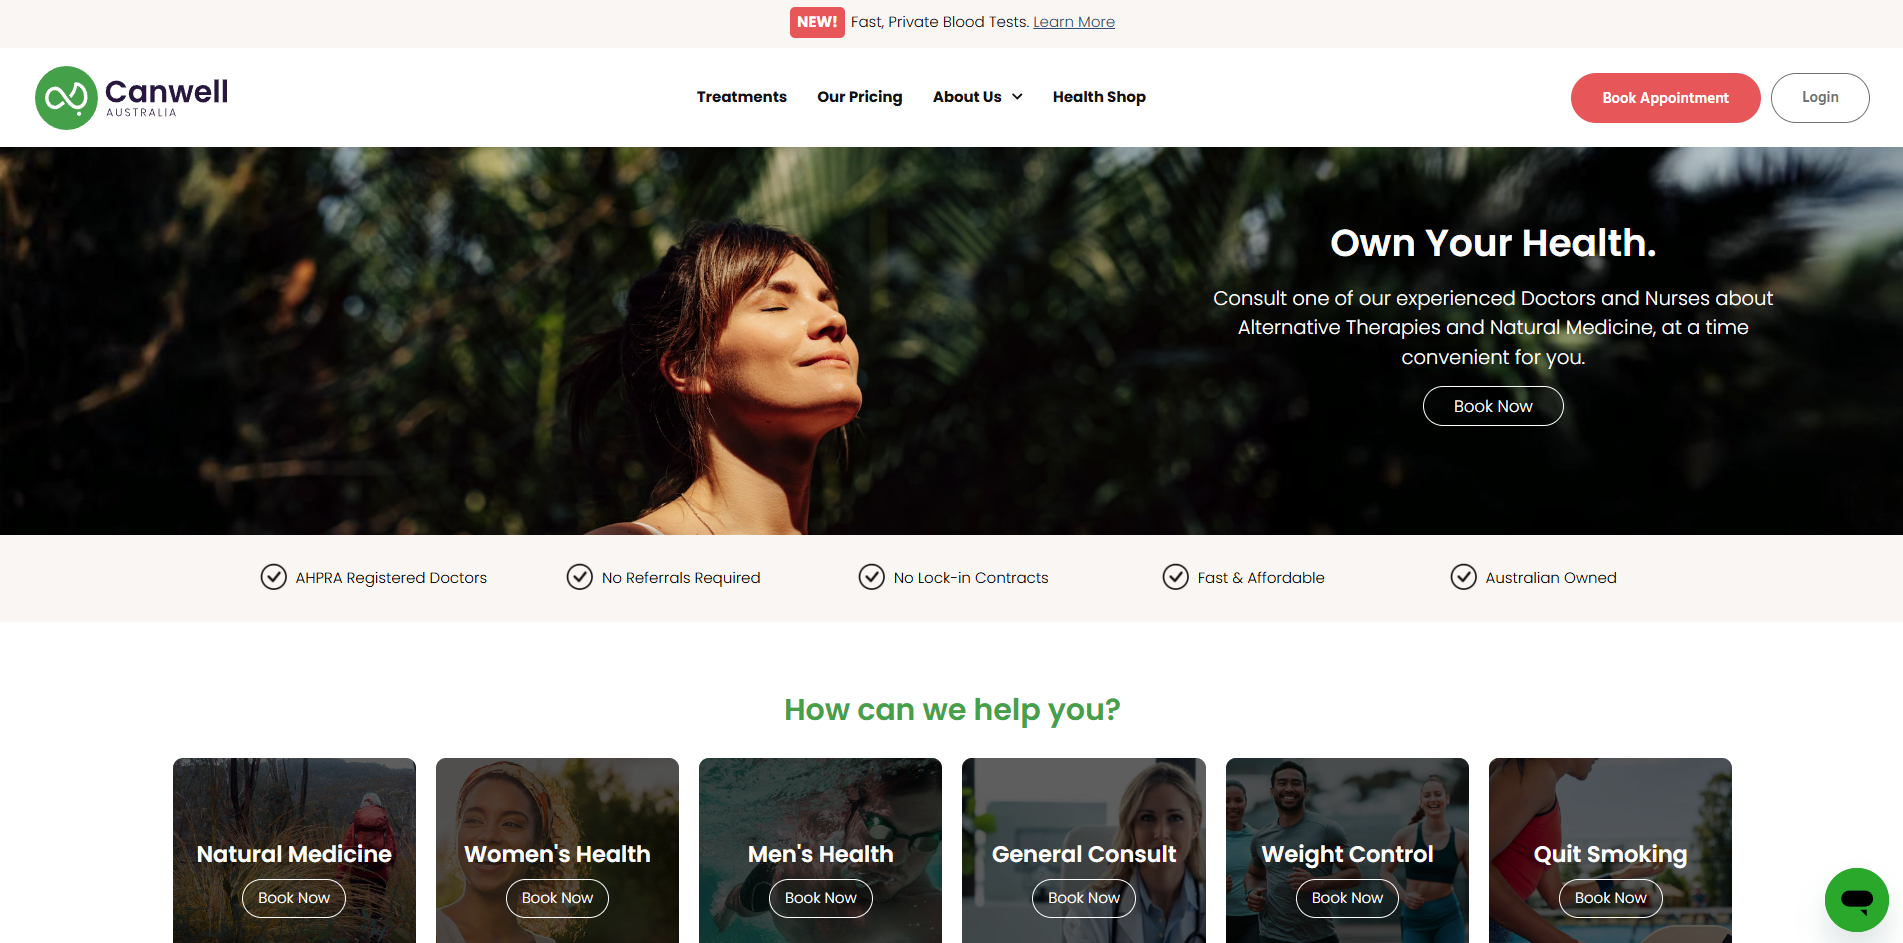 NEW! Fast, Private Blood Tests. Learn More
Canwell
AUSTRALIA
Treatments
Our Pricing
About Us
Health Shop
Book Appointment
Login
Own Your Health.
Consult one of our experienced Doctors and Nurses about
Alternative Therapies and Natural Medicine, at a time
convenient for you.
Book Now
AHPRA Registered Doctors
No Referrals Required
No Lock-in Contracts
Fast & Affordable
Australian Owned
How can we help you?
Natural Medicine
Book Now
Women's Health
Book Now
Men's Health
Book Now
General Consult
Book Now
Weight Control
Book Now
Quit Smoking
Book Now